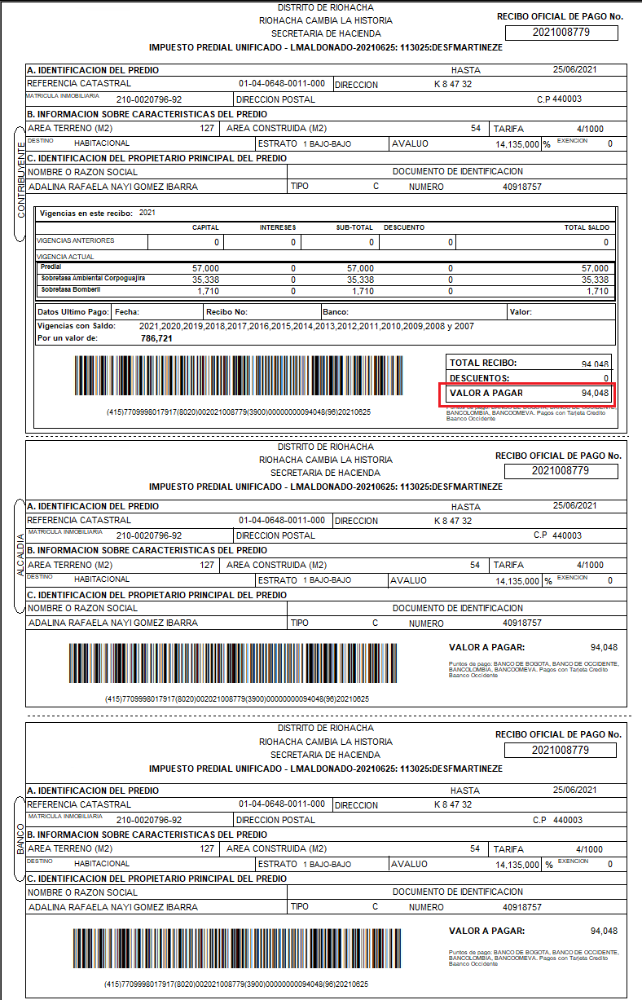 DISTRITO DE RIOHACHA
RIOHACHA CAMBIA LA HISTORIA
SECRETARIA DE HACIENDA
RECIBO OFICIAL DE PAGO No.
2021008779
IMPUESTO PREDIAL UNIFICADO - LMALDONADO-20210625: 113025:DESFMARTINEZE
CONTRIBUYENTE
A. IDENTIFICACION DEL PREDIO HASTA 25/06/2021
REFERENCIA CATASTRAL 01-04-0648-0011-000 DIRECCION K 8 47 32
MATRICULA INMOBILIARIA 210-0020796-92 DIRECCION POSTAL C.P 440003
B. INFORMACION SOBRE CARACTERISTICAS DEL PREDIO
AREA TERRENO (M2) 127 AREA CONSTRUIDA (M2) 54 TARIFA 4/1000
DESTINO HABITACIONAL ESTRATO 1 BAJO-BAJO AVALUO 14,135,000 % EXENCION 0
C. IDENTIFICACION DEL PROPIETARIO PRINCIPAL DEL PREDIO
NOMBRE O RAZON SOCIAL DOCUMENTO DE IDENTIFICACION
ADALINA RAFAELA NAYI GOMEZ IBARRA TIPO C NUMERO 40918757
Vigencias en este recibo: 2021
CAPITAL INTERESES SUB-TOTAL DESCUENTO TOTAL SALDO
VIGENCIAS ANTERIORES 0 0 0 0 0
VIGENCIA ACTUAL
Predial 57,000 0 57,000 0 57,000
Sobretasa Ambiental Corpoguajira 35,338 0 35,338 0 35,338
Sobretasa Bomberil 1,710 0 1,710 0 1,710
Datos Ultimo Pago: Fecha: Recibo No: Banco: Valor:
Vigencias con Saldo: 2021,2020,2019,2018,2017,2016,2015,2014,2013,2012,2011,2010,2009,2008 y 2007
Por un valor de: 786,721
TOTAL RECIBO: 94,048
DESCUENTOS: 0
VALOR A PAGAR 94,048
(415)7709998017917(8020)002021008779(3900)00000000094048(96)20210625
Puntos de pago: BANCO DE BOGOTA, BANCO DE OCCIDENTE,
BANCOLOMBIA, BANCOOMEVA. Pagos con Tarjeta Credito
Baanco Occidente
DISTRITO DE RIOHACHA
RIOHACHA CAMBIA LA HISTORIA
SECRETARIA DE HACIENDA
RECIBO OFICIAL DE PAGO No.
2021008779
IMPUESTO PREDIAL UNIFICADO - LMALDONADO-20210625: 113025:DESFMARTINEZE
ALCALDIA
A. IDENTIFICACION DEL PREDIO HASTA 25/06/2021
REFERENCIA CATASTRAL 01-04-0648-0011-000 DIRECCION K 8 47 32
MATRICULA INMOBILIARIA 210-0020796-92 DIRECCION POSTAL C.P 440003
B. INFORMACION SOBRE CARACTERISTICAS DEL PREDIO
AREA TERRENO (M2) 127 AREA CONSTRUIDA (M2) 54 TARIFA 4/1000
DESTINO HABITACIONAL ESTRATO 1 BAJO-BAJO AVALUO 14,135,000 % EXENCION 0
C. IDENTIFICACION DEL PROPIETARIO PRINCIPAL DEL PREDIO
NOMBRE O RAZON SOCIAL DOCUMENTO DE IDENTIFICACION
ADALINA RAFAELA NAYI GOMEZ IBARRA TIPO C NUMERO 40918757
VALOR A PAGAR: 94,048
Puntos de pago: BANCO DE BOGOTA, BANCO DE OCCIDENTE,
BANCOLOMBIA, BANCOOMEVA. Pagos con Tarjeta Credito
Baanco Occidente
(415)7709998017917(8020)002021008779(3900)00000000094048(96)20210625
DISTRITO DE RIOHACHA
RIOHACHA CAMBIA LA HISTORIA
SECRETARIA DE HACIENDA
RECIBO OFICIAL DE PAGO No.
2021008779
IMPUESTO PREDIAL UNIFICADO - LMALDONADO-20210625: 113025:DESFMARTINEZE
BANCO
A. IDENTIFICACION DEL PREDIO HASTA 25/06/2021
REFERENCIA CATASTRAL 01-04-0648-0011-000 DIRECCION K 8 47 32
MATRICULA INMOBILIARIA 210-0020796-92 DIRECCION POSTAL C.P 440003
B. INFORMACION SOBRE CARACTERISTICAS DEL PREDIO
AREA TERRENO (M2) 127 AREA CONSTRUIDA (M2) 54 TARIFA 4/1000
DESTINO HABITACIONAL ESTRATO 1 BAJO-BAJO AVALUO 14,135,000 % EXENCION 0
C. IDENTIFICACION DEL PROPIETARIO PRINCIPAL DEL PREDIO
NOMBRE O RAZON SOCIAL DOCUMENTO DE IDENTIFICACION
ADALINA RAFAELA NAYI GOMEZ IBARRA TIPO C NUMERO 40918757
VALOR A PAGAR: 94,048
Puntos de pago: BANCO DE BOGOTA, BANCO DE OCCIDENTE,
BANCOLOMBIA, BANCOOMEVA. Pagos con Tarjeta Credito
Baanco Occidente
(415)7709998017917(8020)002021008779(3900)00000000094048(96)20210625